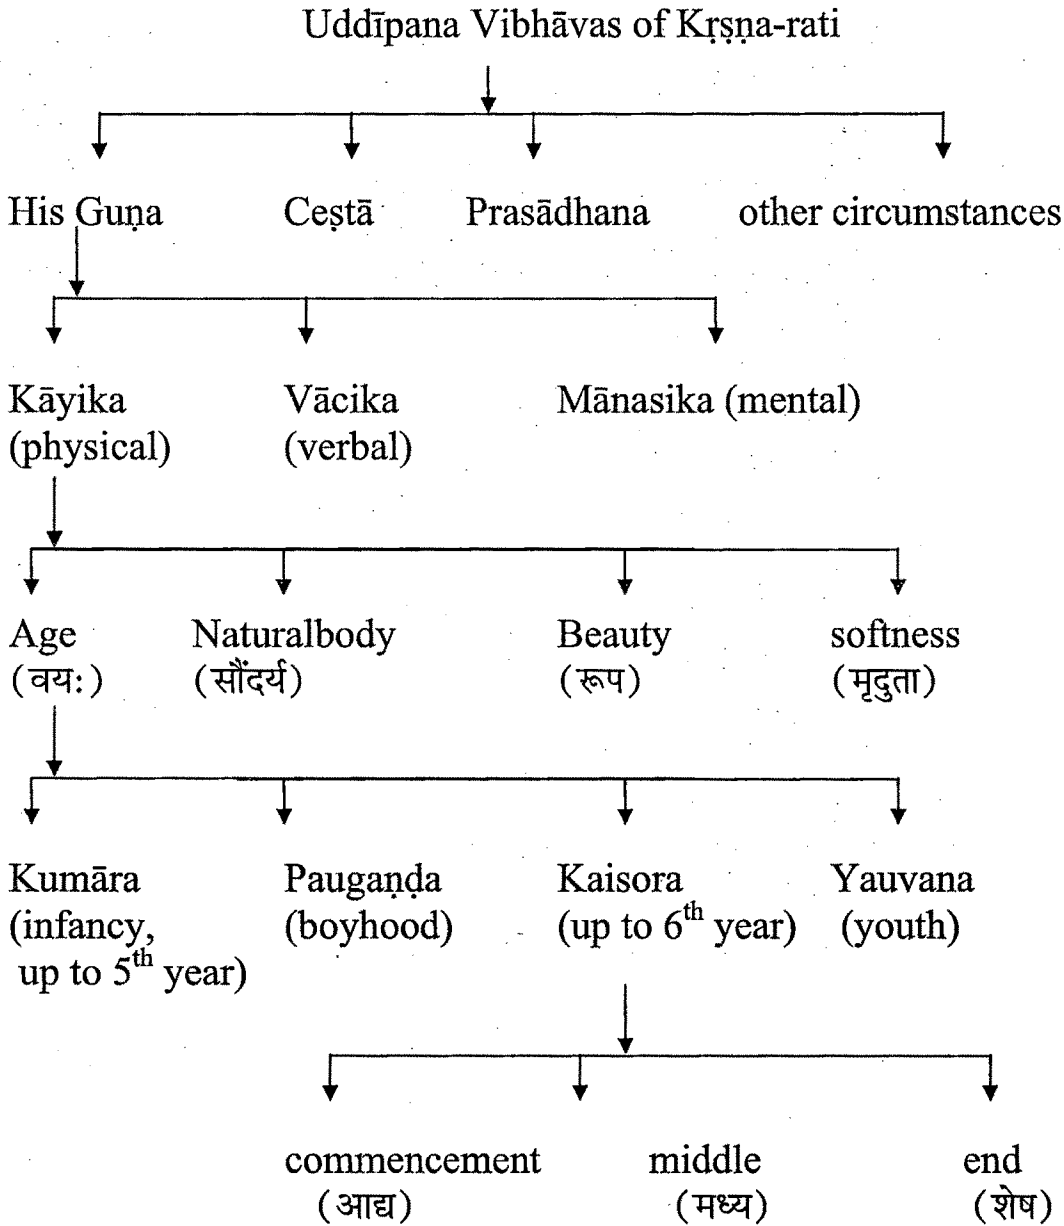 Uddīpana Vibhāvas of Kṛṣṇa-rati
His Guṇa Ceṣtā Prasādhana other circumstances
Kāyika Vācika Mānasika (mental)
(physical) (verbal)
Age Naturalbody Beauty softness
(वयः) (सौंदर्य) (रूप) (मृदुता)
Kumāra Paugaṇḍa Kaisora Yauvana
(infancy, (boyhood) (up to 6th year) (youth)
up to 5th year)
commencement middle end
(आद्य) (मध्य) (शेष)